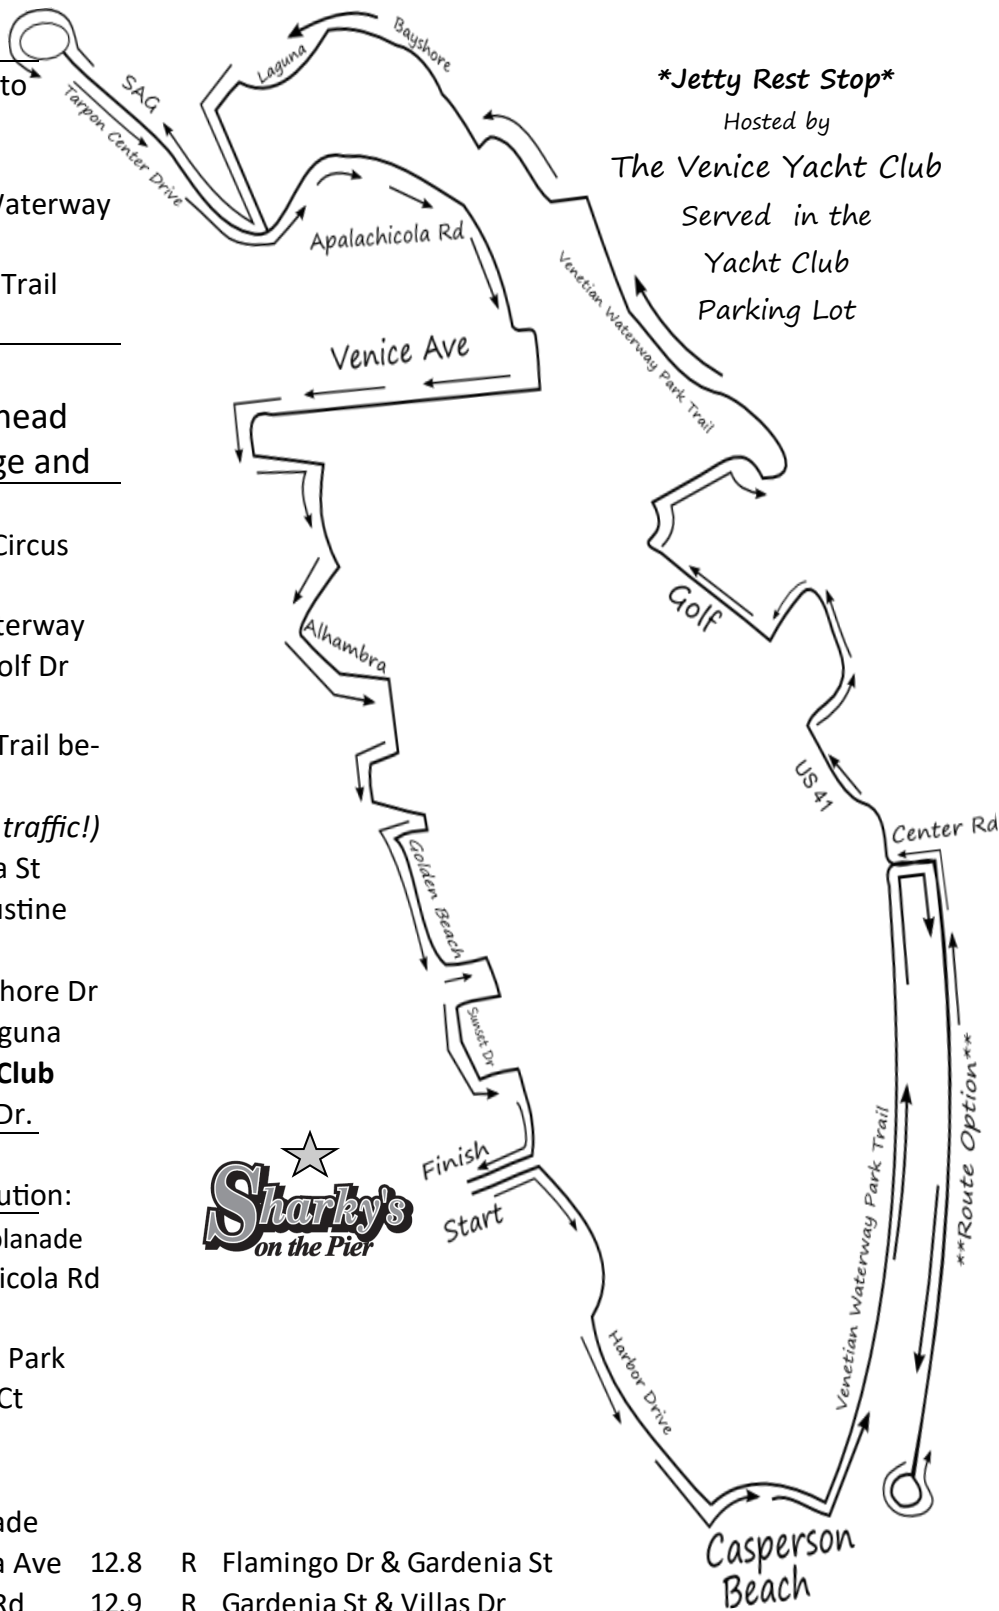 to
Waterway
Trail
head
ge and
Circus
terway
olf Dr
Trail be-
traffic!)
a St
ustine
hore Dr
guna
Club
Dr.
ution:
planade
icola Rd
Park
Ct
ade
a Ave 12.8 R Flamingo Dr & Gardenia St
Rd 12.9 R Gardenia St & Villas Dr
*Jetty Rest Stop*
Hosted by
The Venice Yacht Club
Served in the
Yacht Club
Parking Lot
Bayshore
Laguna
SAG
Tarpon Center Drive
Apalachicola Rd
Venetian Waterway Park Trail
Venice Ave
Golf
Alhambra
US 41
Center Rd
Golden Beach
Sunset Dr
**Route Option**
Venetian Waterway Park Trail
Finish
Start
Sharky's
on the Pier
Harbor Drive
Casperson
Beach